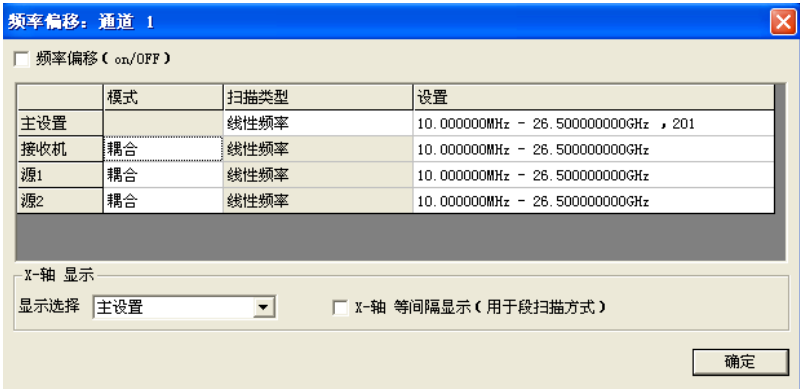 频率偏移: 通道 1
频率偏移( on/OFF )
模式 扫描类型 设置
主设置 线性频率 10.000000MHz - 26.500000000GHz ,201
接收机 耦合 线性频率 10.000000MHz - 26.500000000GHz
源1 耦合 线性频率 10.000000MHz - 26.500000000GHz
源2 耦合 线性频率 10.000000MHz - 26.500000000GHz
X-轴 显示
显示选择 主设置 X-轴 等间隔显示(用于段扫描方式)
确定